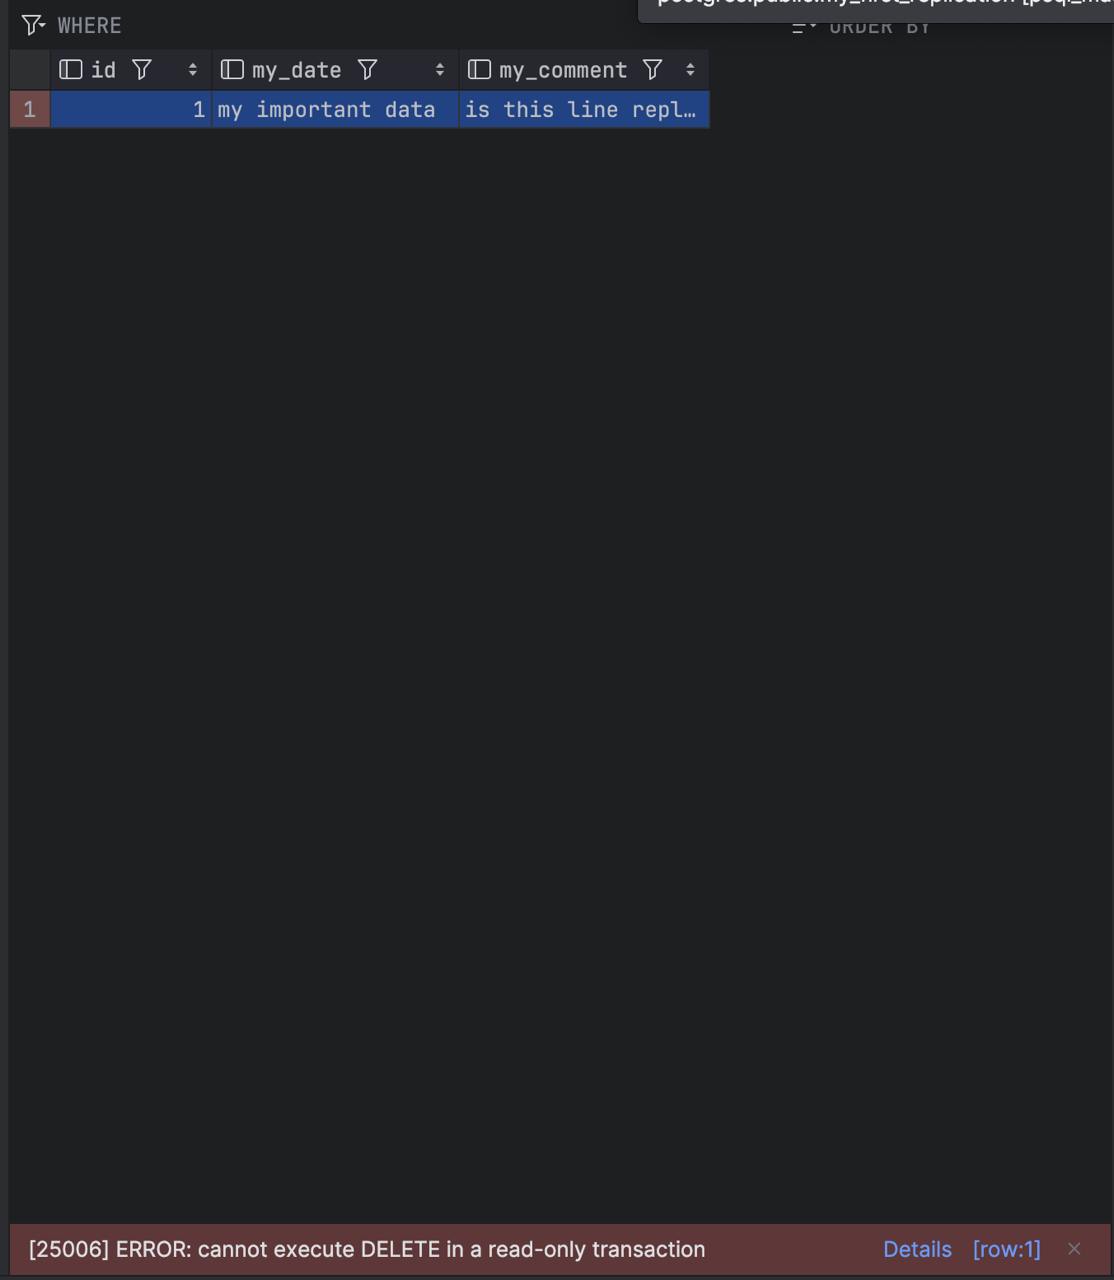 WHERE
ORDER BY
id my_date my_comment
1 1 my important data is this line repl…
[25006] ERROR: cannot execute DELETE in a read-only transaction Details [row:1]